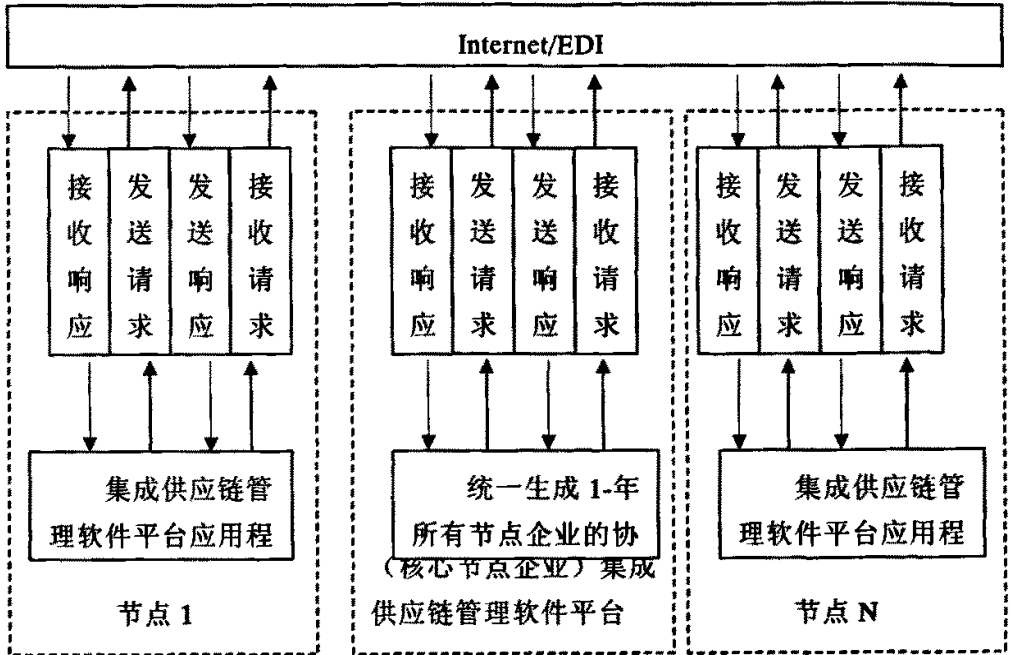 Internet/EDI
接收响应
发送请求
发送响应
接收请求
接收响应
发送请求
发送响应
接收请求
接收响应
发送请求
发送响应
接收请求
集成供应链管
理软件平台应用程
节点 1
统一生成 1-年
所有节点企业的协
（核心节点企业）集成
供应链管理软件平台
集成供应链管
理软件平台应用程
节点 N